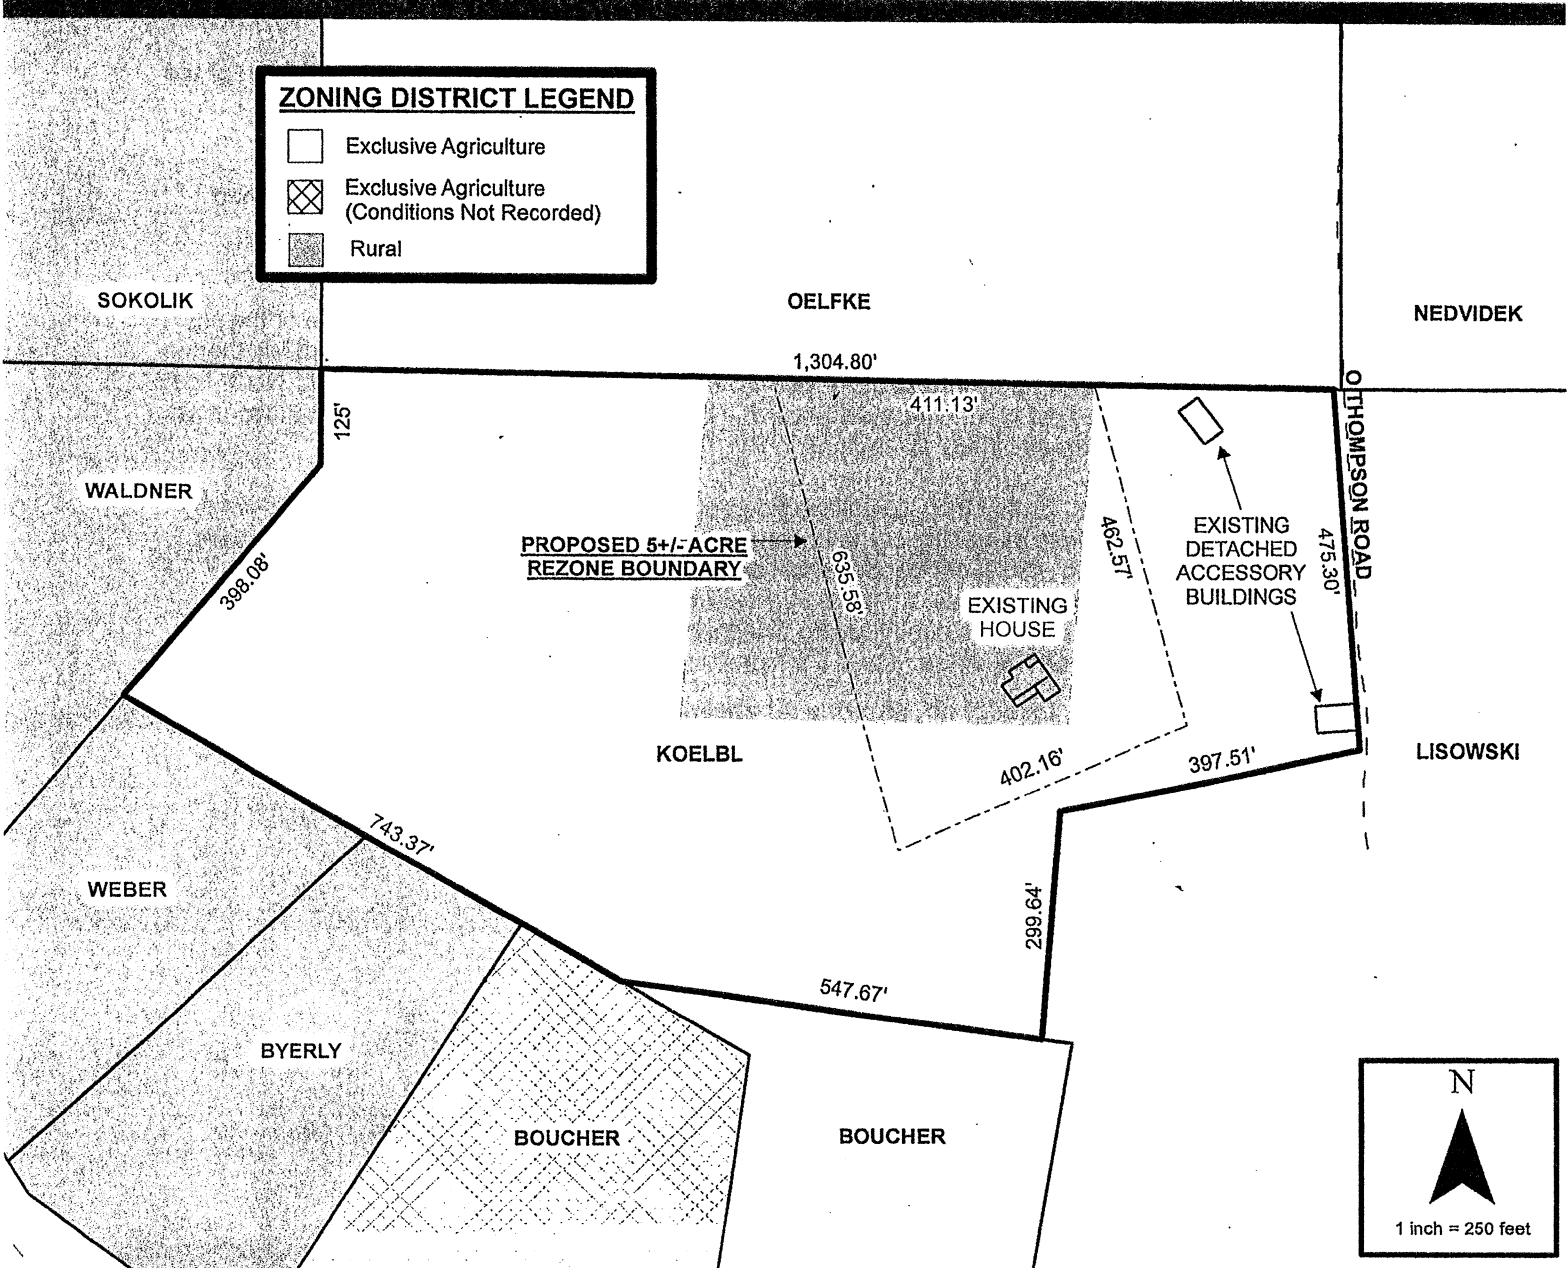 ZONING DISTRICT LEGEND
Exclusive Agriculture
Exclusive Agriculture
(Conditions Not Recorded)
Rural
SOKOLIK
OELFKE
NEDVIDEK
1,304.80'
411.13'
125'
O THOMPSON ROAD
WALDNER
398.08'
PROPOSED 5+/- ACRE
REZONE BOUNDARY
635.58'
462.57'
EXISTING
DETACHED
ACCESSORY
BUILDINGS
475.30'
EXISTING
HOUSE
KOELBL
402.16'
397.51'
LISOWSKI
743.37'
WEBER
299.64'
547.67'
BYERLY
BOUCHER
BOUCHER
N
1 inch = 250 feet